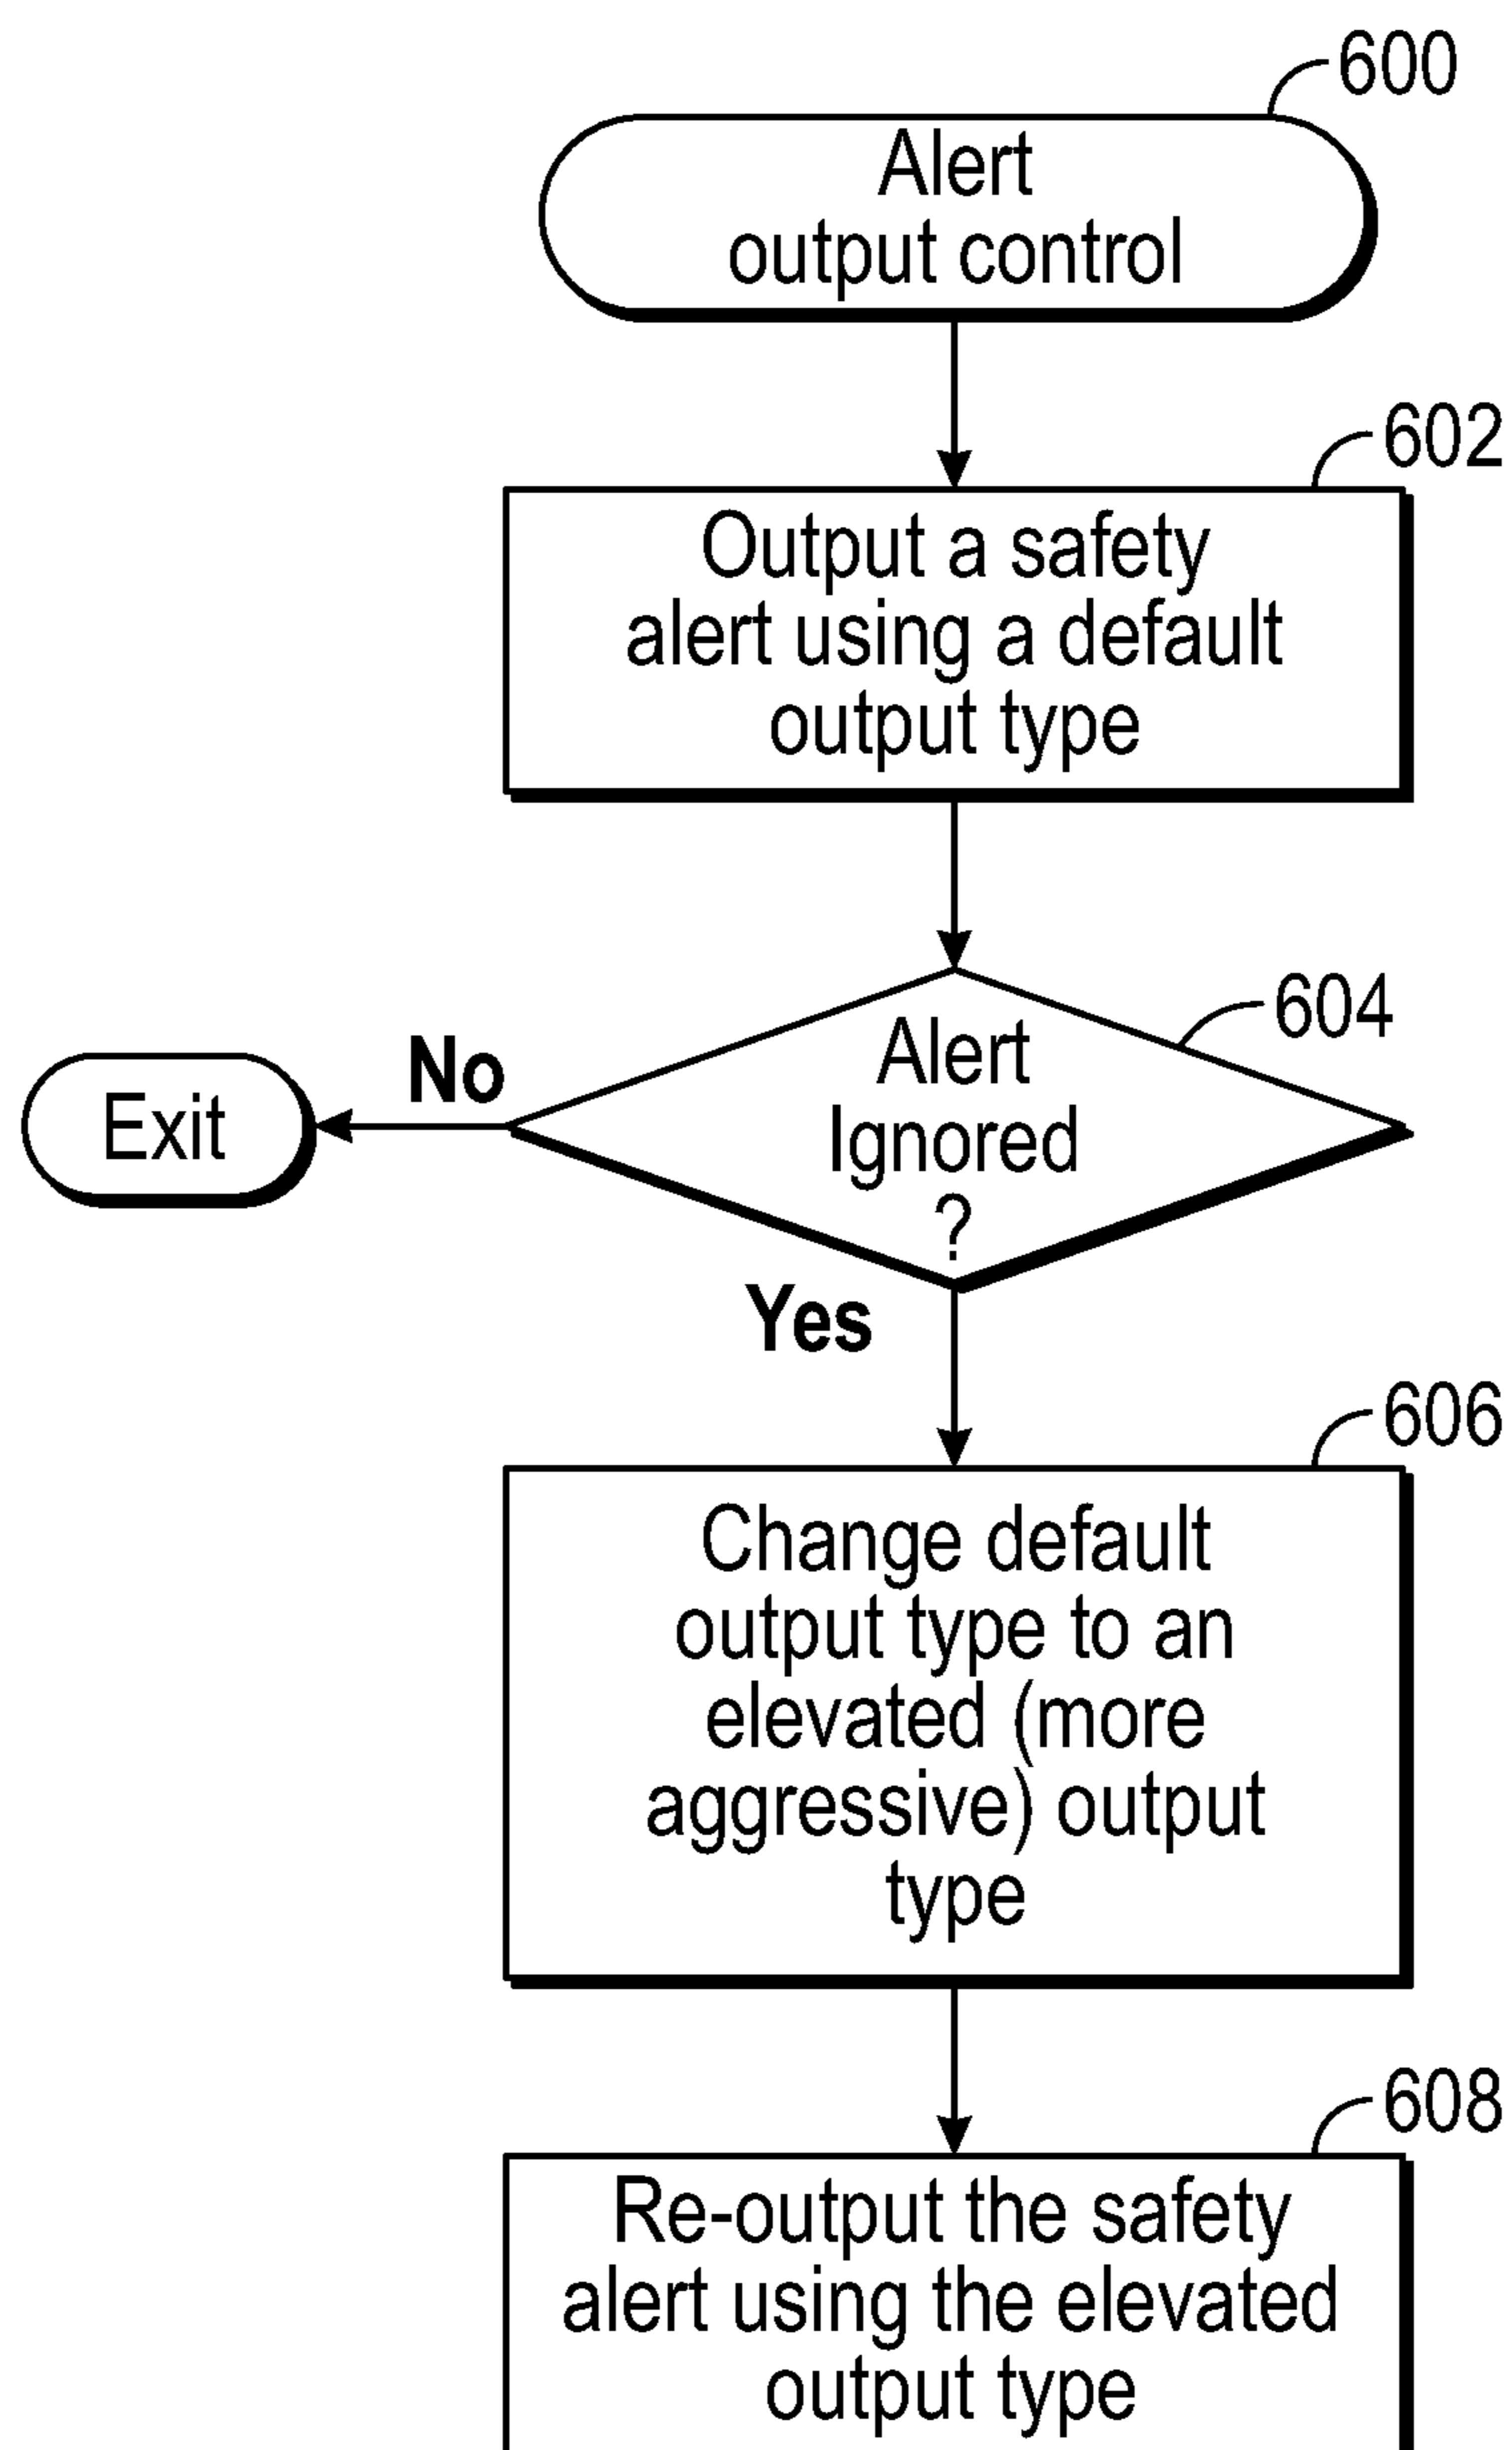 600
Alert
output control
602
Output a safety
alert using a default
output type
604
Alert
Ignored
?
No
Exit
Yes
606
Change default
output type to an
elevated (more
aggressive) output
type
608
Re-output the safety
alert using the elevated
output type